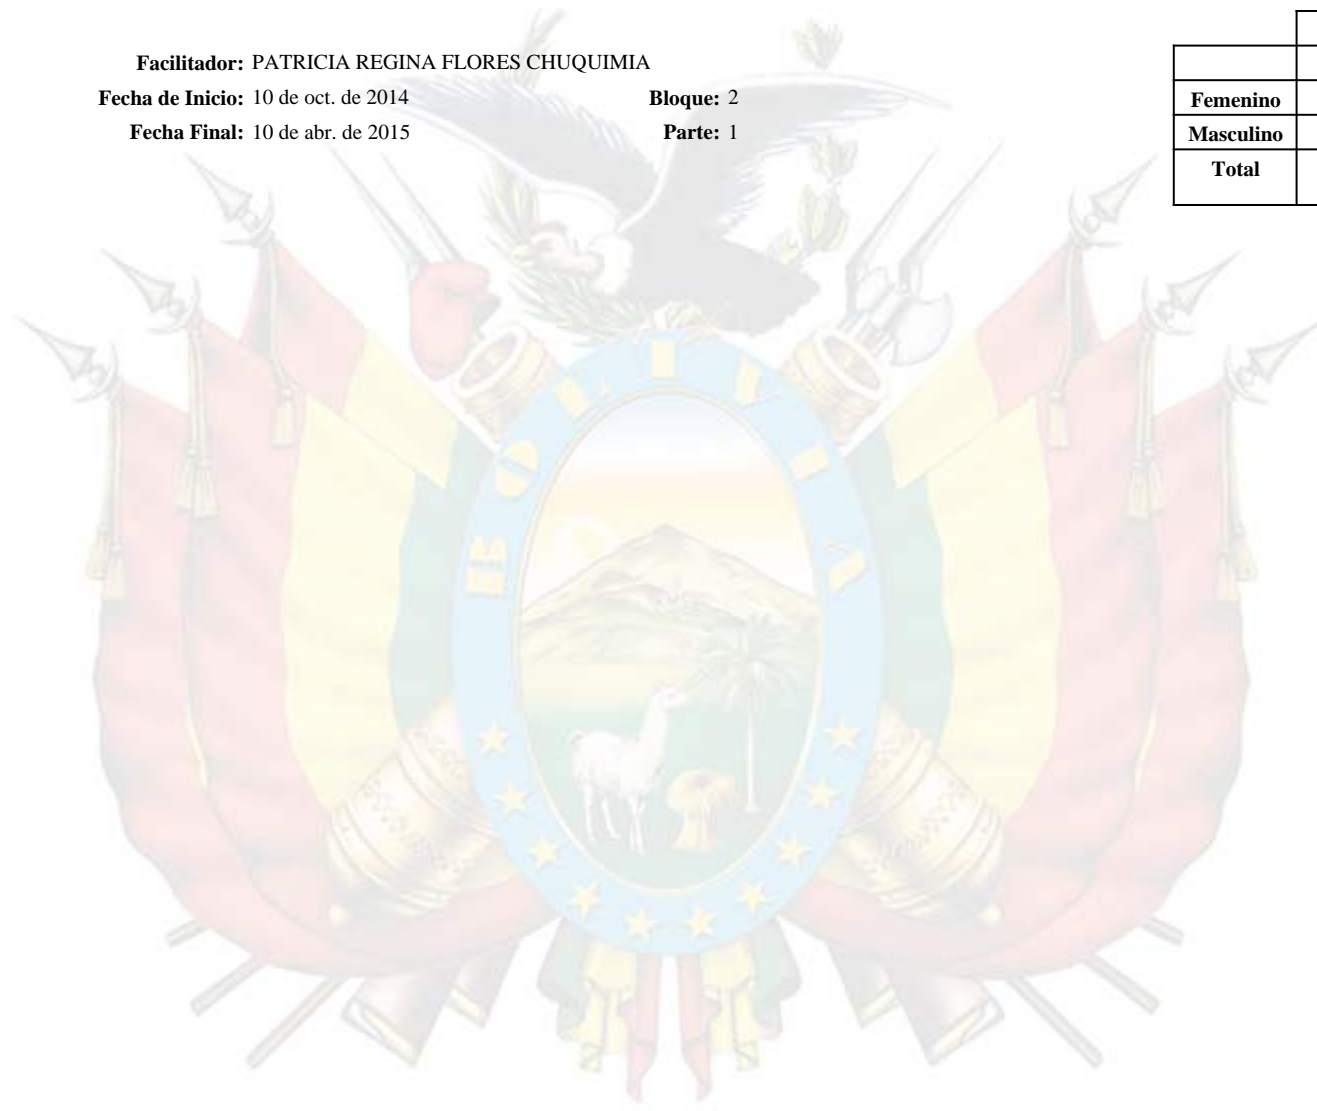 Facilitador: PATRICIA REGINA FLORES CHUQUIMIA
Fecha de Inicio: 10 de oct. de 2014 Bloque: 2
Fecha Final: 10 de abr. de 2015 Parte: 1
Femenino
Masculino
Total
BOLIVIA